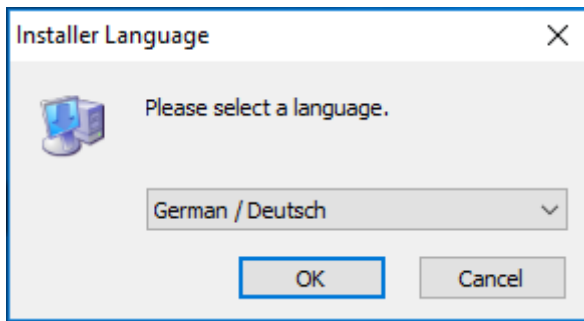 Installer Language
Please select a language.
German / Deutsch
OK
Cancel